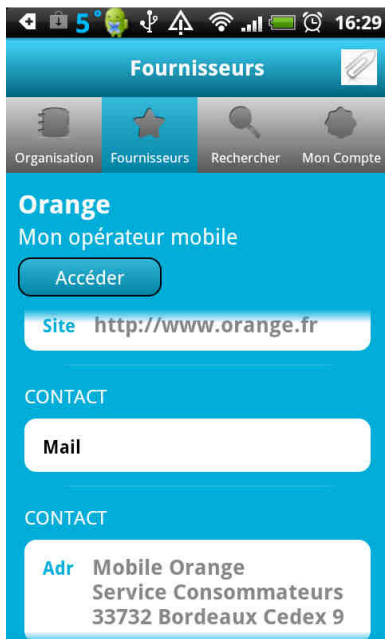 5° 16:29
Fournisseurs
Organisation Fournisseurs Rechercher Mon Compte
Orange
Mon opérateur mobile
Accéder
Site http://www.orange.fr
CONTACT
Mail
CONTACT
Adr Mobile Orange
Service Consommateurs
33732 Bordeaux Cedex 9